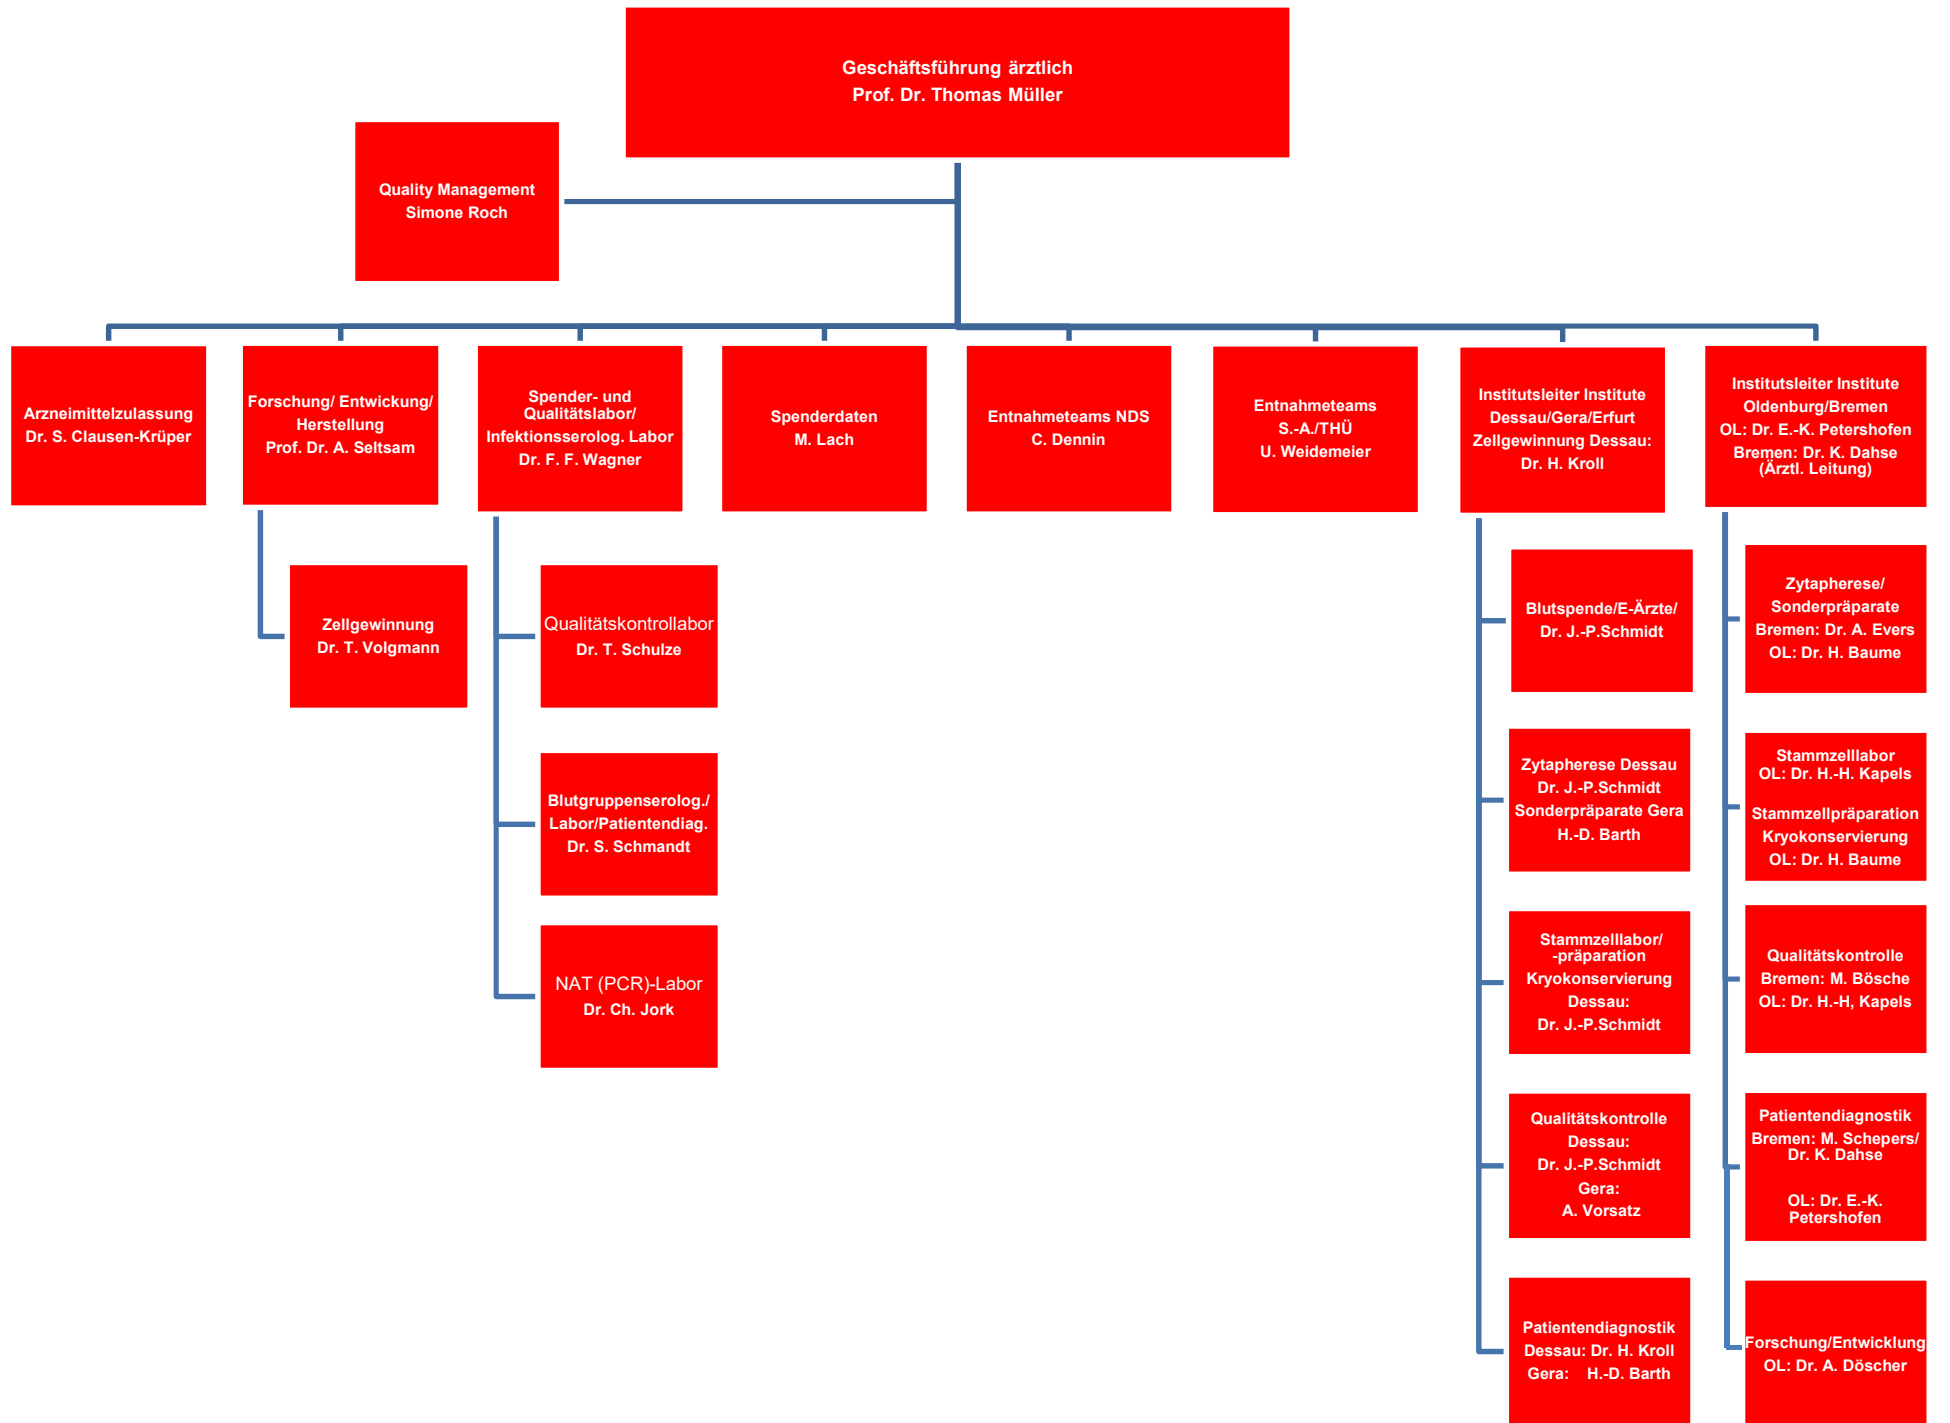 Geschäftsführung ärztlich
Prof. Dr. Thomas Müller
Quality Management
Simone Roch
Arzneimittelzulassung
Dr. S. Clausen-Krüper
Forschung/ Entwickung/
Herstellung
Prof. Dr. A. Seltsam
Spender- und
Qualitätslabor/
Infektionsserolog. Labor
Dr. F. F. Wagner
Spenderdaten
M. Lach
Entnahmeteams NDS
C. Dennin
Entnahmeteams
S.-A./THÜ
U. Weidemeier
Institutsleiter Institute
Dessau/Gera/Erfurt
Zellgewinnung Dessau:
Dr. H. Kroll
Institutsleiter Institute
Oldenburg/Bremen
OL: Dr. E.-K. Petershofen
Bremen: Dr. K. Dahse
(Ärztl. Leitung)
Zellgewinnung
Dr. T. Volgmann
Qualitätskontrollabor
Dr. T. Schulze
Blutgruppenserolog./
Labor/Patientendiag.
Dr. S. Schmandt
NAT (PCR)-Labor
Dr. Ch. Jork
Blutspende/E-Ärzte/
Dr. J.-P.Schmidt
Zytapherese Dessau
Dr. J.-P.Schmidt
Sonderpräparate Gera
H.-D. Barth
Stammzelllabor/
-präparation
Kryokonservierung
Dessau:
Dr. J.-P.Schmidt
Qualitätskontrolle
Dessau:
Dr. J.-P.Schmidt
Gera:
A. Vorsatz
Patientendiagnostik
Dessau: Dr. H. Kroll
Gera: H.-D. Barth
Zytapherese/
Sonderpräparate
Bremen: Dr. A. Evers
OL: Dr. H. Baume
Stammzelllabor
OL: Dr. H.-H. Kapels
Stammzellpräparation
Kryokonservierung
OL: Dr. H. Baume
Qualitätskontrolle
Bremen: M. Bösche
OL: Dr. H.-H, Kapels
Patientendiagnostik
Bremen: M. Schepers/
Dr. K. Dahse
OL: Dr. E.-K.
Petershofen
Forschung/Entwicklung
OL: Dr. A. Döscher